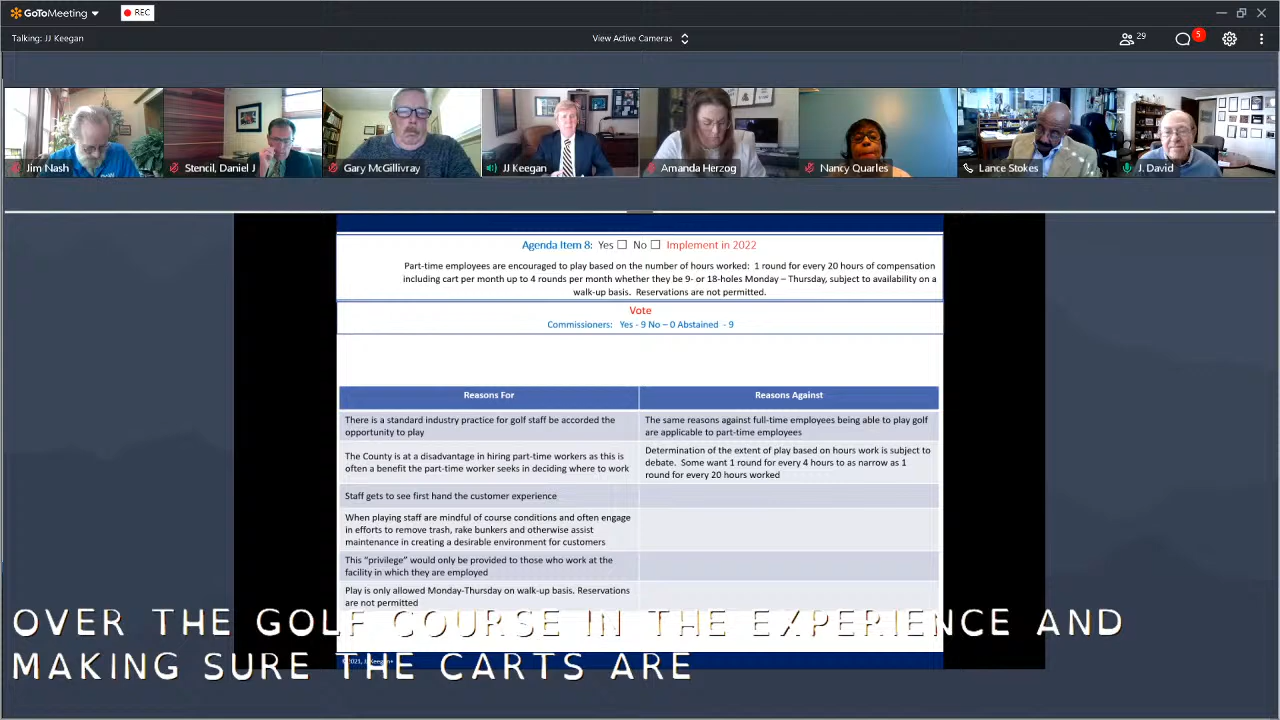 GoToMeeting
REC
Talking: JJ Keegan
View Active Cameras
29
5
Jim Nash
Stencil, Daniel J
Gary McGillivray
JJ Keegan
Amanda Herzog
Nancy Quarles
Lance Stokes
J. David
Agenda Item 8: Yes ☐ No ☐ Implement in 2022
Part-time employees are encouraged to play based on the number of hours worked: 1 round for every 20 hours of compensation
including cart per month up to 4 rounds per month whether they be 9- or 18-holes Monday – Thursday, subject to availability on a
walk-up basis. Reservations are not permitted.
Vote
Commissioners: Yes - 9 No – 0 Abstained - 9
Reasons For
Reasons Against
There is a standard industry practice for golf staff be accorded the
opportunity to play
The same reasons against full-time employees being able to play golf
are applicable to part-time employees
The County is at a disadvantage in hiring part-time workers as this is
often a benefit the part-time worker seeks in deciding where to work
Determination of the extent of play based on hours work is subject to
debate. Some want 1 round for every 4 hours to as narrow as 1
round for every 20 hours worked
Staff gets to see first hand the customer experience
When playing staff are mindful of course conditions and often engage
in efforts to remove trash, rake bunkers and otherwise assist
maintenance in creating a desirable environment for customers
This “privilege” would only be provided to those who work at the
facility in which they are employed
Play is only allowed Monday-Thursday on walk-up basis. Reservations
are not permitted
OVER THE GOLF COURSE IN THE EXPERIENCE AND
MAKING SURE THE CARTS ARE
©2021, JJ Keegan+